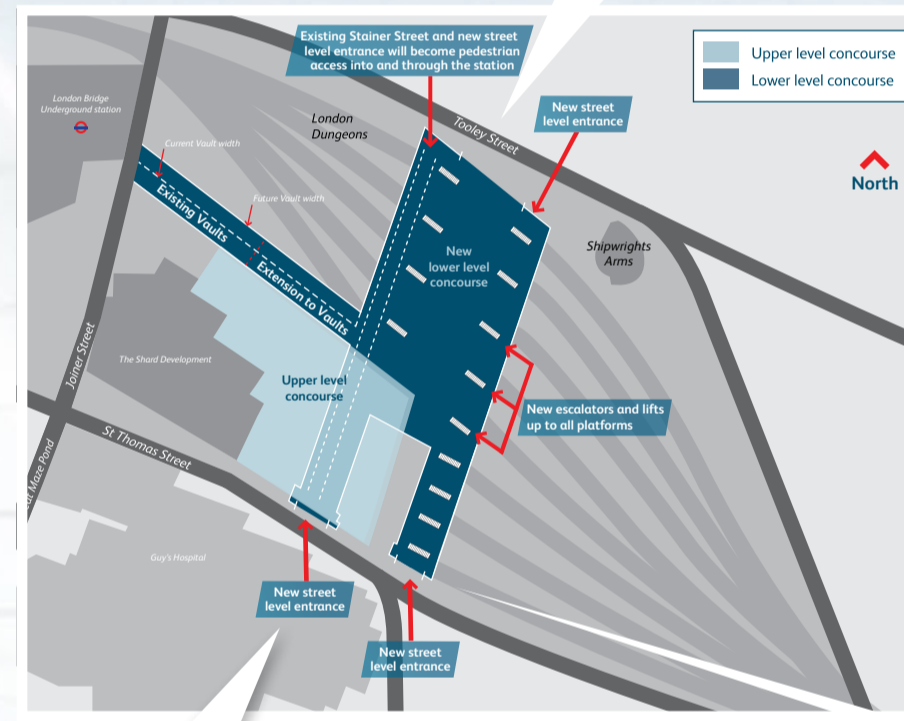 Existing Stainer Street and new street
level entrance will become pedestrian
access into and through the station
Upper level concourse
Lower level concourse
London Bridge
Underground station
London
Dungeons
Tooley Street
New street
level entrance
North
Current Vault width
Future Vault width
Existing Vaults
Extension to Vaults
New
lower level
concourse
Shipwrights
Arms
Joiner Street
The Shard Development
Upper level
concourse
New escalators and lifts
up to all platforms
St Thomas Street
Maze Pond
Guy's Hospital
New street
level entrance
New street
level entrance